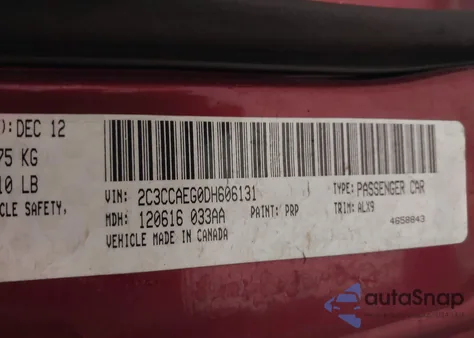 ): DEC 12
75 KG
10 LB
CLE SAFETY,
VIN: 2C3CCAEG0DH606131
TYPE: PASSENGER CAR
MDH: 120616 033AA
PAINT: PRP
TRIM: ALX9
VEHICLE MADE IN CANADA
4658843
autoSnap